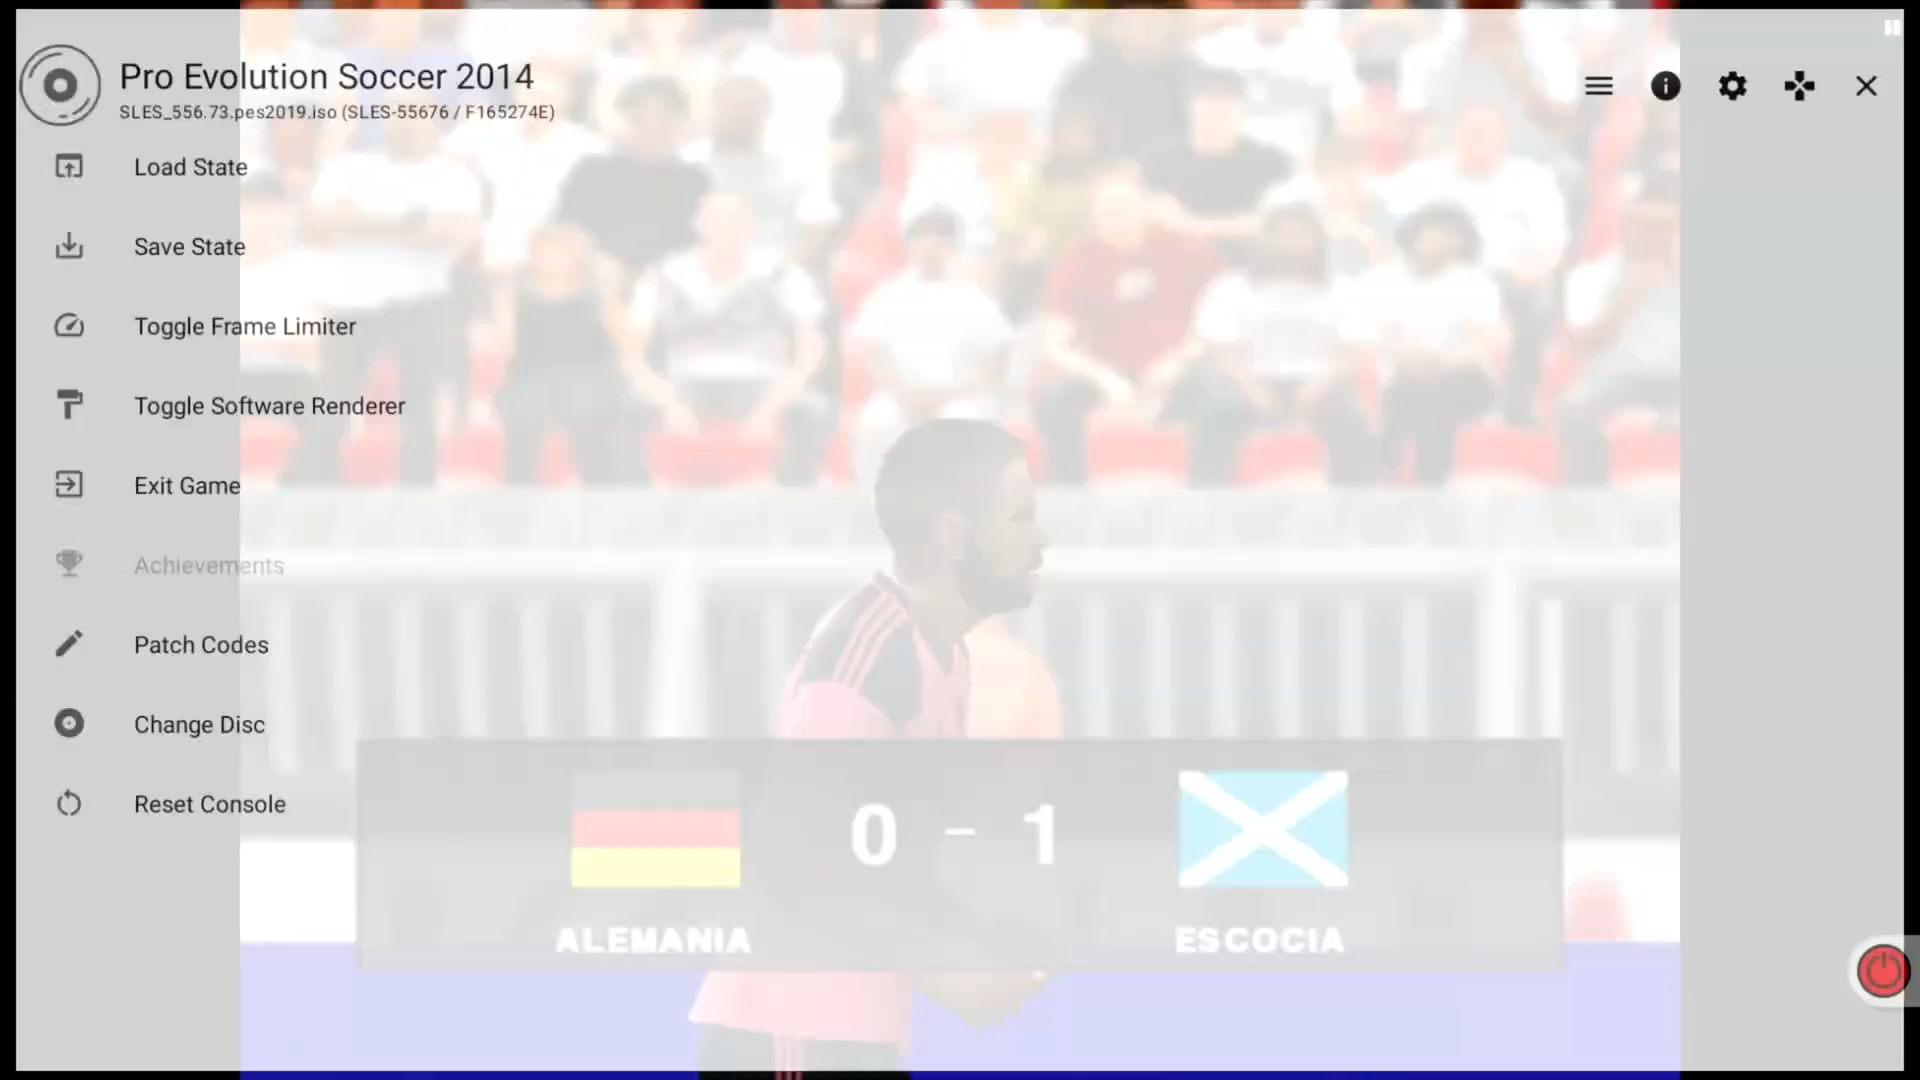 Pro Evolution Soccer 2014
SLES_556.73.pes2019.iso (SLES-55676 / F165274E)
Load State
Save State
Toggle Frame Limiter
Toggle Software Renderer
Exit Game
Achievements
Patch Codes
Change Disc
Reset Console
0 - 1
ALEMANIA ESCOCIA